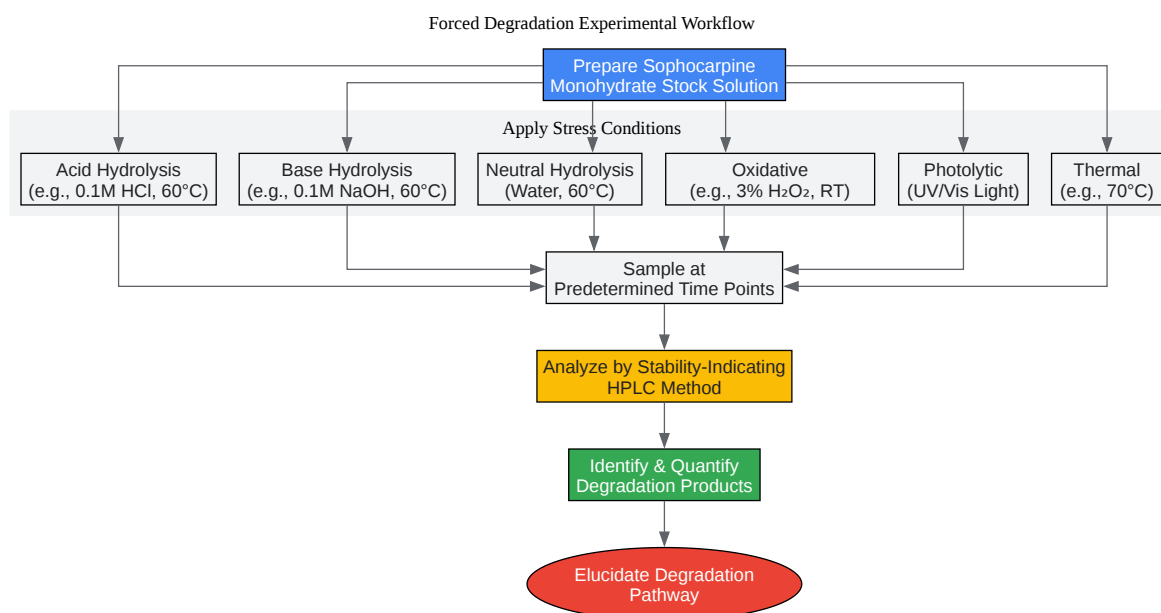 Forced Degradation Experimental Workflow
Prepare Sophocarpine
Monohydrate Stock Solution
Apply Stress Conditions
Acid Hydrolysis
(e.g., 0.1M HCl, 60°C)
Base Hydrolysis
(e.g., 0.1M NaOH, 60°C)
Neutral Hydrolysis
(Water, 60°C)
Oxidative
(e.g., 3% H₂O₂, RT)
Photolytic
(UV/Vis Light)
Thermal
(e.g., 70°C)
Sample at
Predetermined Time Points
Analyze by Stability-Indicating
HPLC Method
Identify & Quantify
Degradation Products
Elucidate Degradation
Pathway